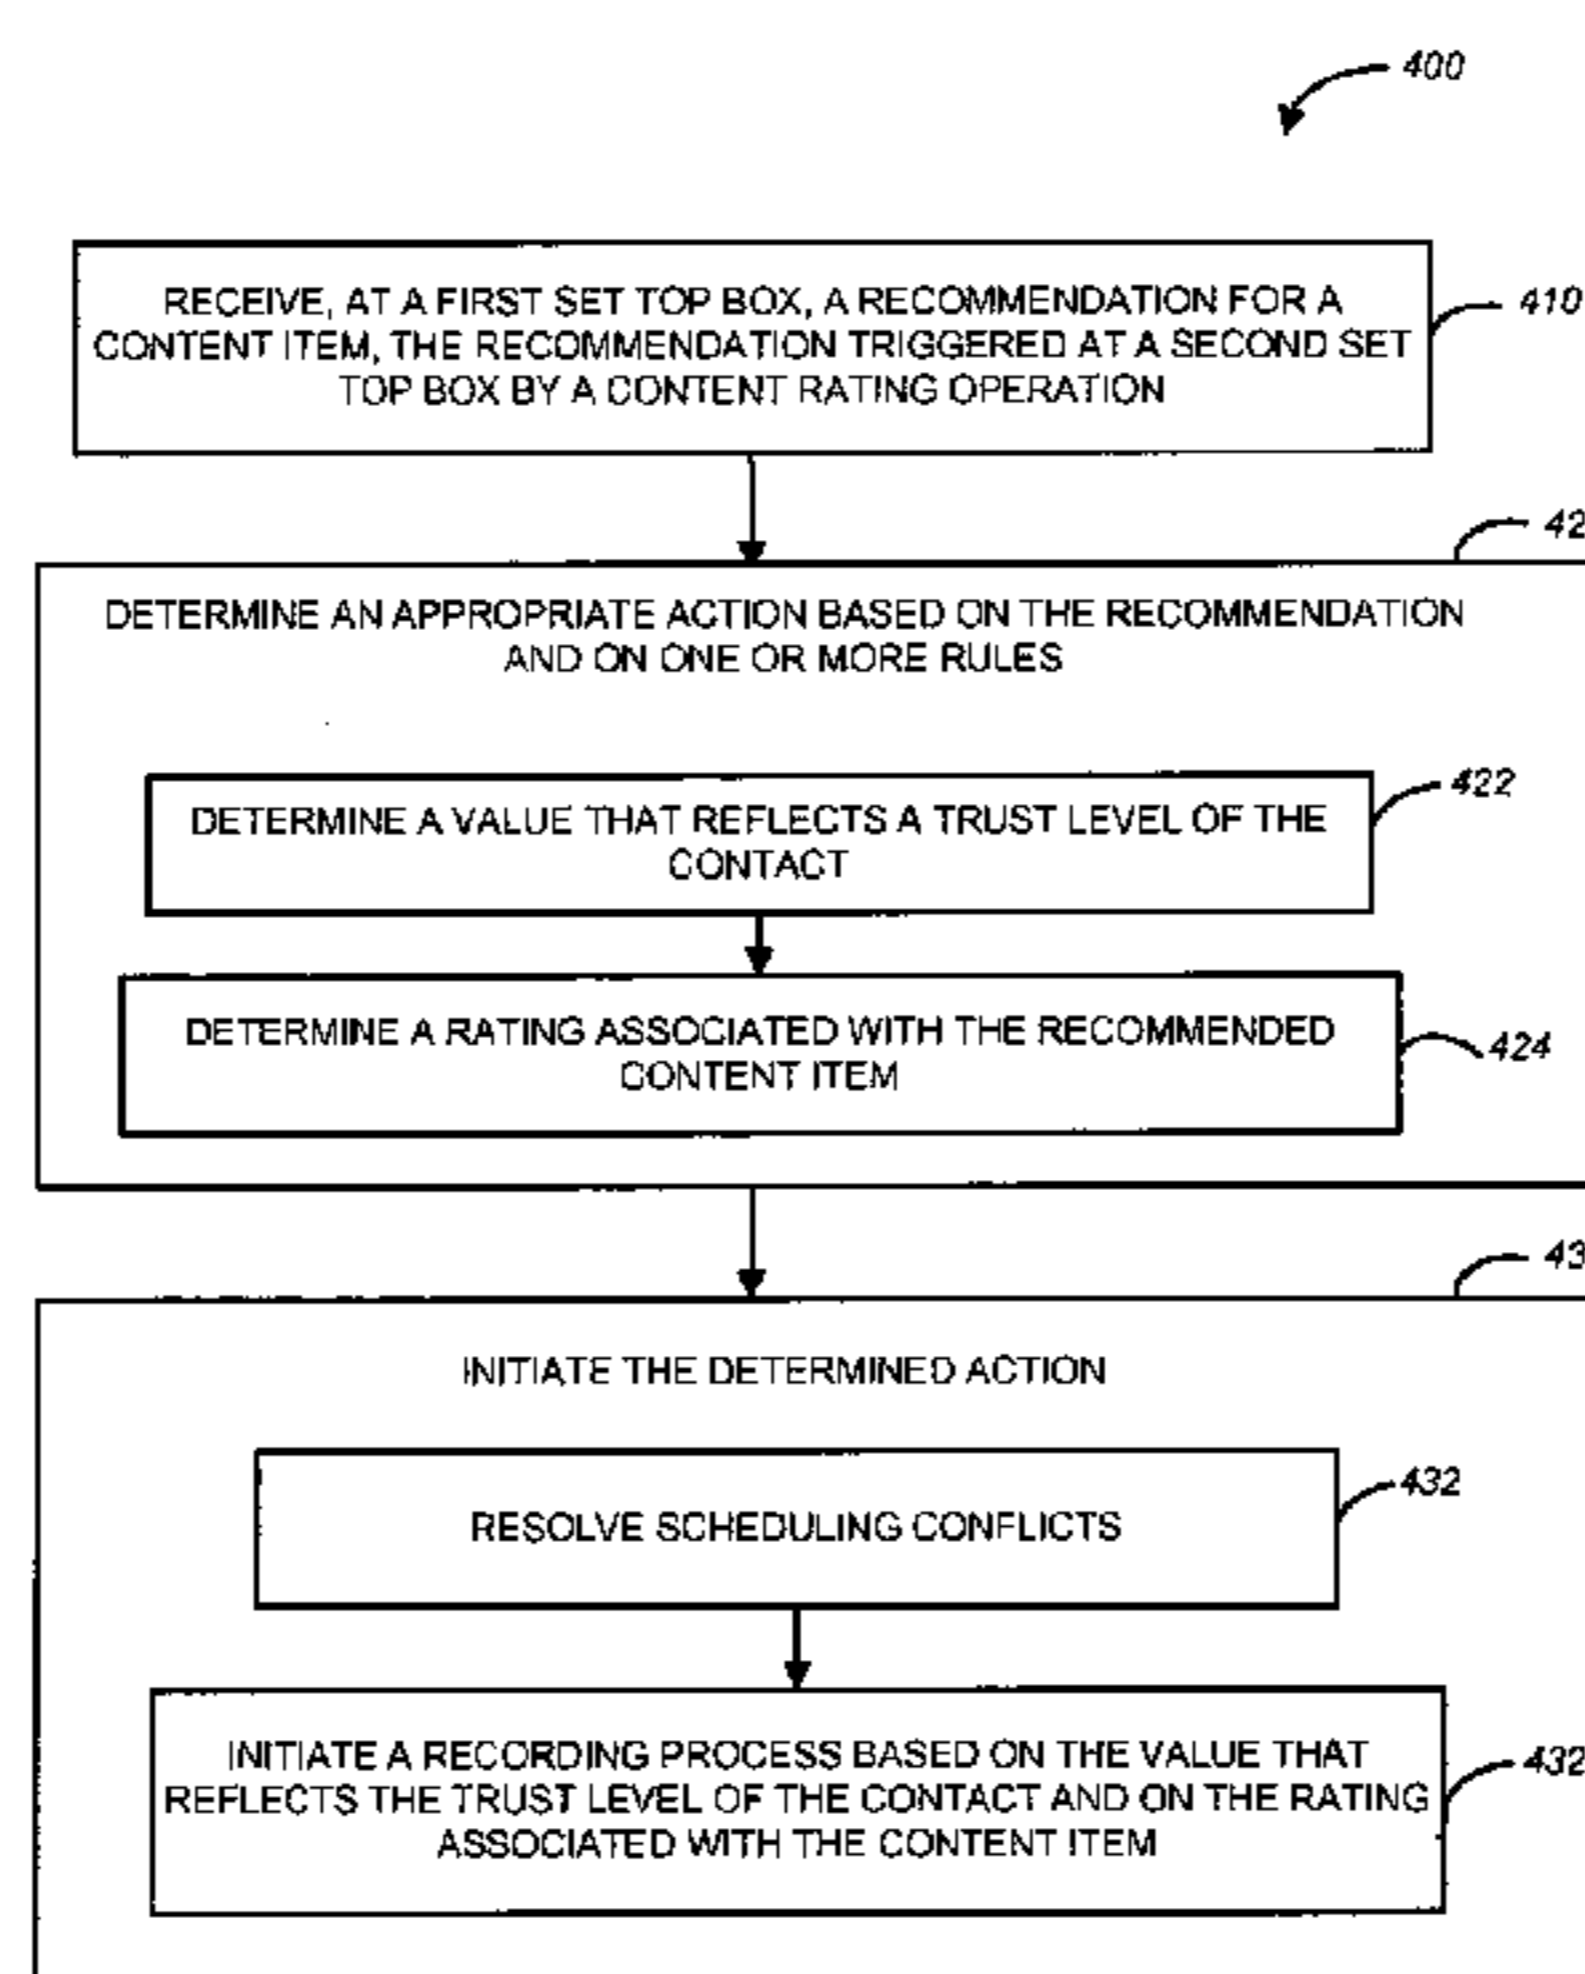 400
RECEIVE, AT A FIRST SET TOP BOX, A RECOMMENDATION FOR A
CONTENT ITEM, THE RECOMMENDATION TRIGGERED AT A SECOND SET
TOP BOX BY A CONTENT RATING OPERATION
410
42
DETERMINE AN APPROPRIATE ACTION BASED ON THE RECOMMENDATION
AND ON ONE OR MORE RULES
422
DETERMINE A VALUE THAT REFLECTS A TRUST LEVEL OF THE
CONTACT
DETERMINE A RATING ASSOCIATED WITH THE RECOMMENDED
CONTENT ITEM
424
43
INITIATE THE DETERMINED ACTION
432
RESOLVE SCHEDULING CONFLICTS
INITIATE A RECORDING PROCESS BASED ON THE VALUE THAT
REFLECTS THE TRUST LEVEL OF THE CONTACT AND ON THE RATING
ASSOCIATED WITH THE CONTENT ITEM
432